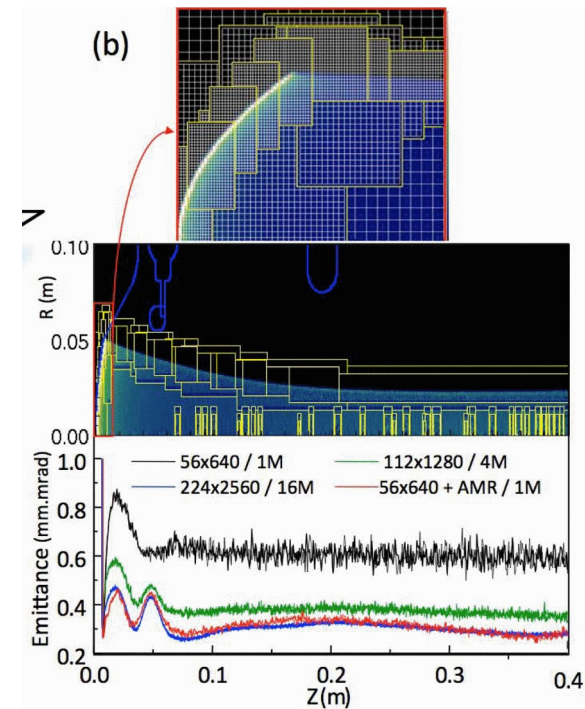 (b)
R (m)
0.10
0.05
0.00
Emittance (mm.mrad)
1.0
0.8
0.6
0.4
0.2
56x640 / 1M
112x1280 / 4M
224x2560 / 16M
56x640 + AMR / 1M
0.0
0.1
0.2
0.3
0.4
Z(m)